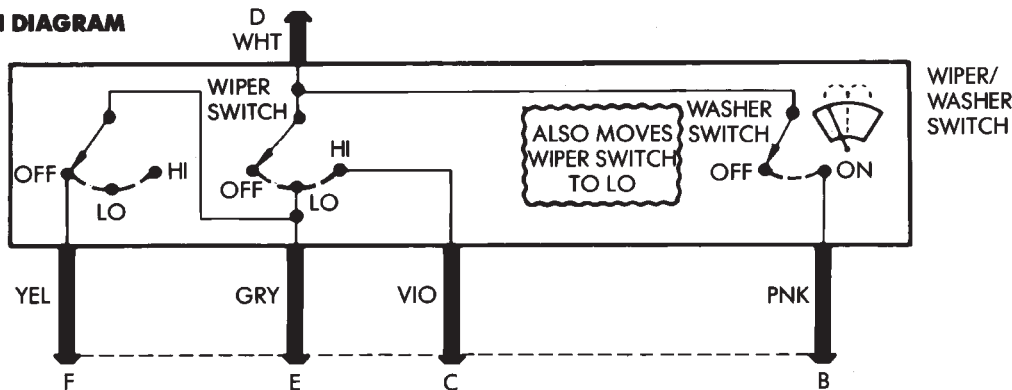 DIAGRAM
D
WHT
WIPER
SWITCH
WIPER/
WASHER
SWITCH
ALSO MOVES
WIPER SWITCH
TO LO
WASHER
SWITCH
OFF
LO
HI
OFF
LO
HI
OFF
ON
YEL
GRY
VIO
PNK
F
E
C
B